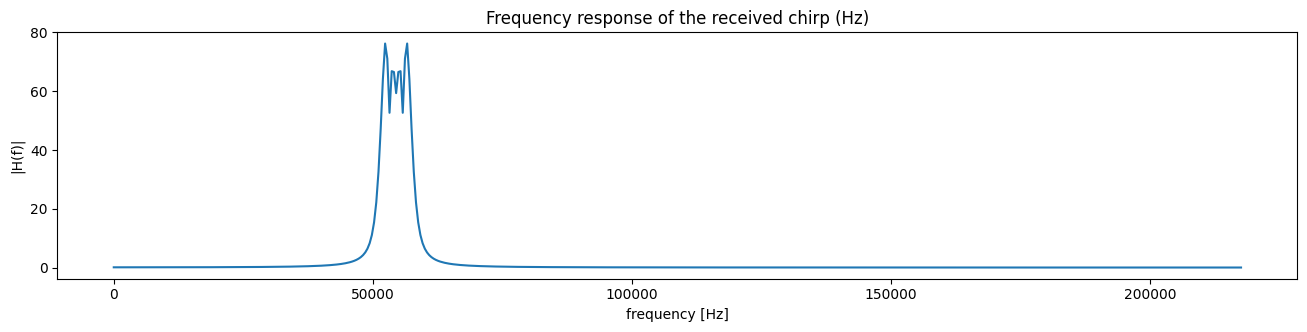 Frequency response of the received chirp (Hz)
80
60
40
20
0
|H(f)|
0 50000 100000 150000 200000
frequency [Hz]